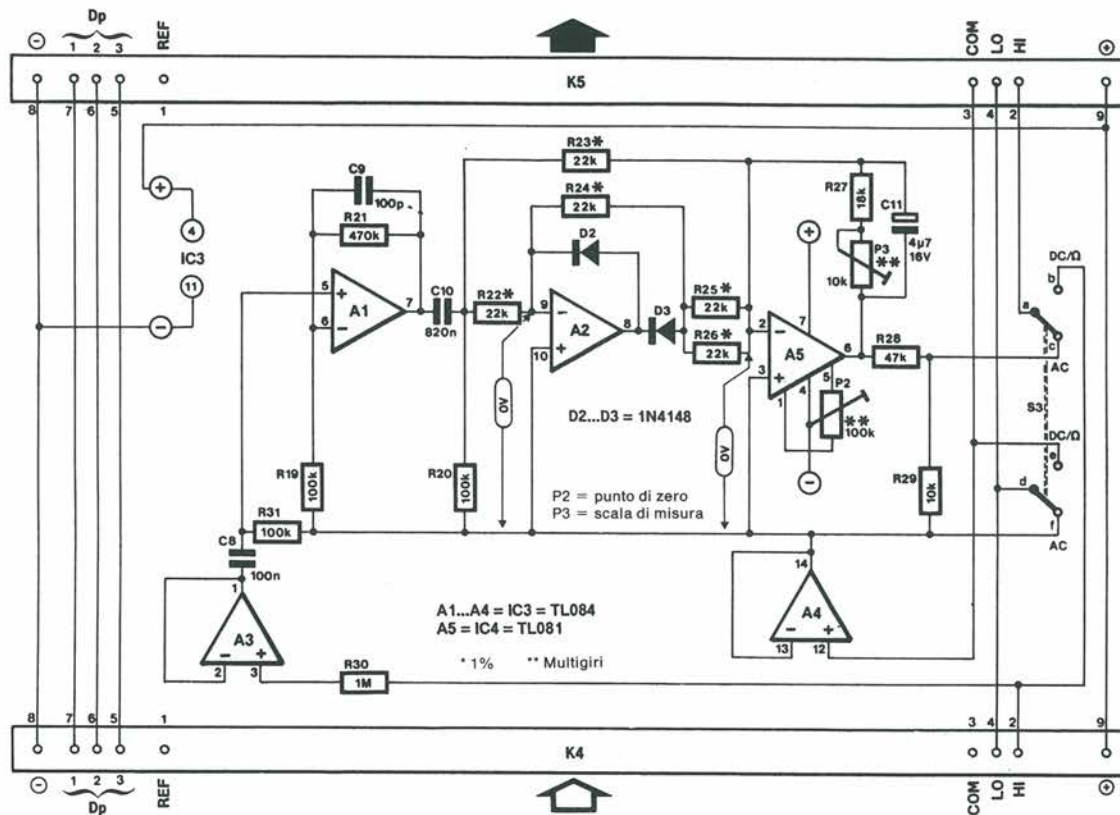 ⊖ Dp REF COM LO HI ⊕
1 2 3
K5
8 7 6 5 1 3 4 2 9
R23*
22k
C9
100p
R24*
22k
R27
18k
C11
4µ7
16V
+
4
IC3
11
−
R21
470k
D2
+
P3
**
10k
DC/Ω
b
a
c
AC
5
+
A1
7
6
−
C10
820n
R22*
22k
9
−
A2
8
10
+
D3
R25*
22k
R26*
22k
2
−
7
A5
6
3
+
1
4
5
R28
47k
P2
**
100k
−
S3
DC/Ω
e
d
f
AC
0V
D2...D3 = 1N4148
0V
R19
100k
R20
100k
R29
10k
P2 = punto di zero
P3 = scala di misura
R31
100k
C8
100n
1
A3
−
+
2
3
14
A4
−
+
13
12
A1...A4 = IC3 = TL084
A5 = IC4 = TL081
* 1% ** Multigiri
R30
1M
8 7 6 5 1 3 4 2 9
K4
⊖ 1 2 3 REF COM LO HI ⊕
Dp